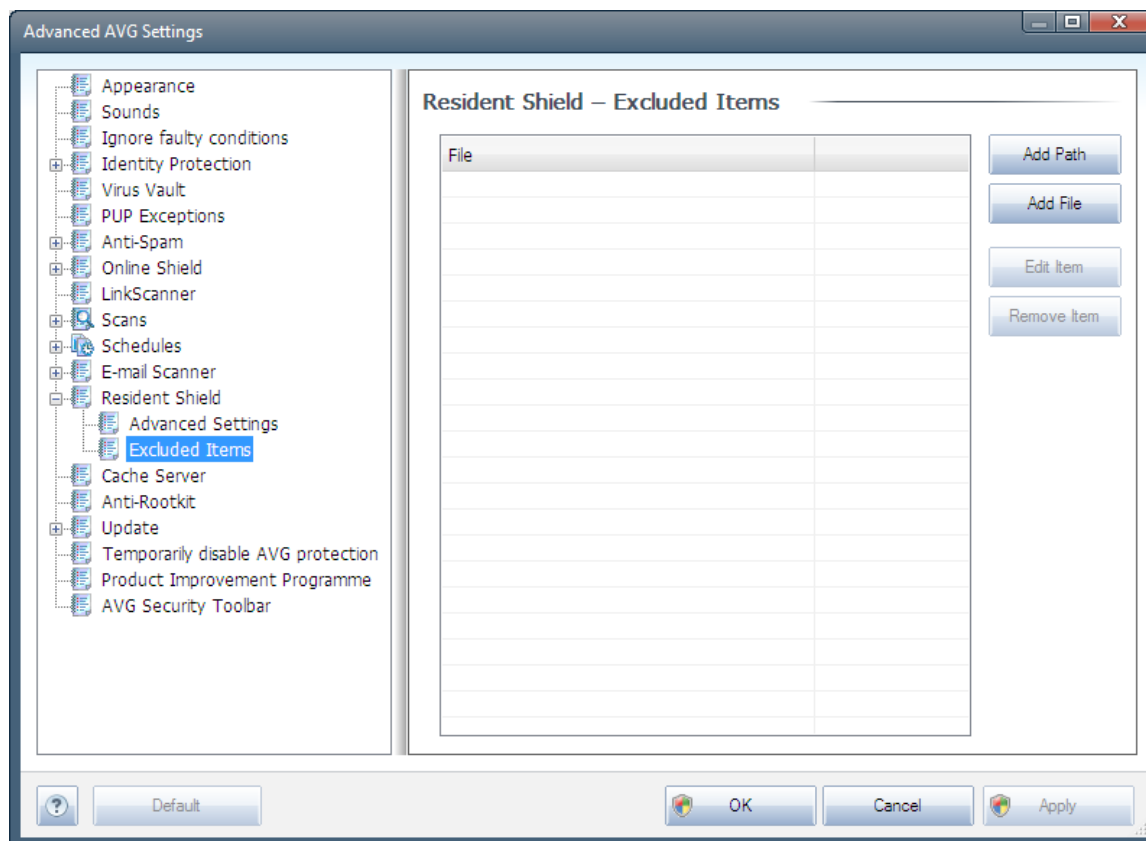 Advanced AVG Settings
Appearance
Sounds
Ignore faulty conditions
Identity Protection
Virus Vault
PUP Exceptions
Anti-Spam
Online Shield
LinkScanner
Scans
Schedules
E-mail Scanner
Resident Shield
Advanced Settings
Excluded Items
Cache Server
Anti-Rootkit
Update
Temporarily disable AVG protection
Product Improvement Programme
AVG Security Toolbar
Resident Shield – Excluded Items
File
Add Path
Add File
Edit Item
Remove Item
?
Default
OK
Cancel
Apply